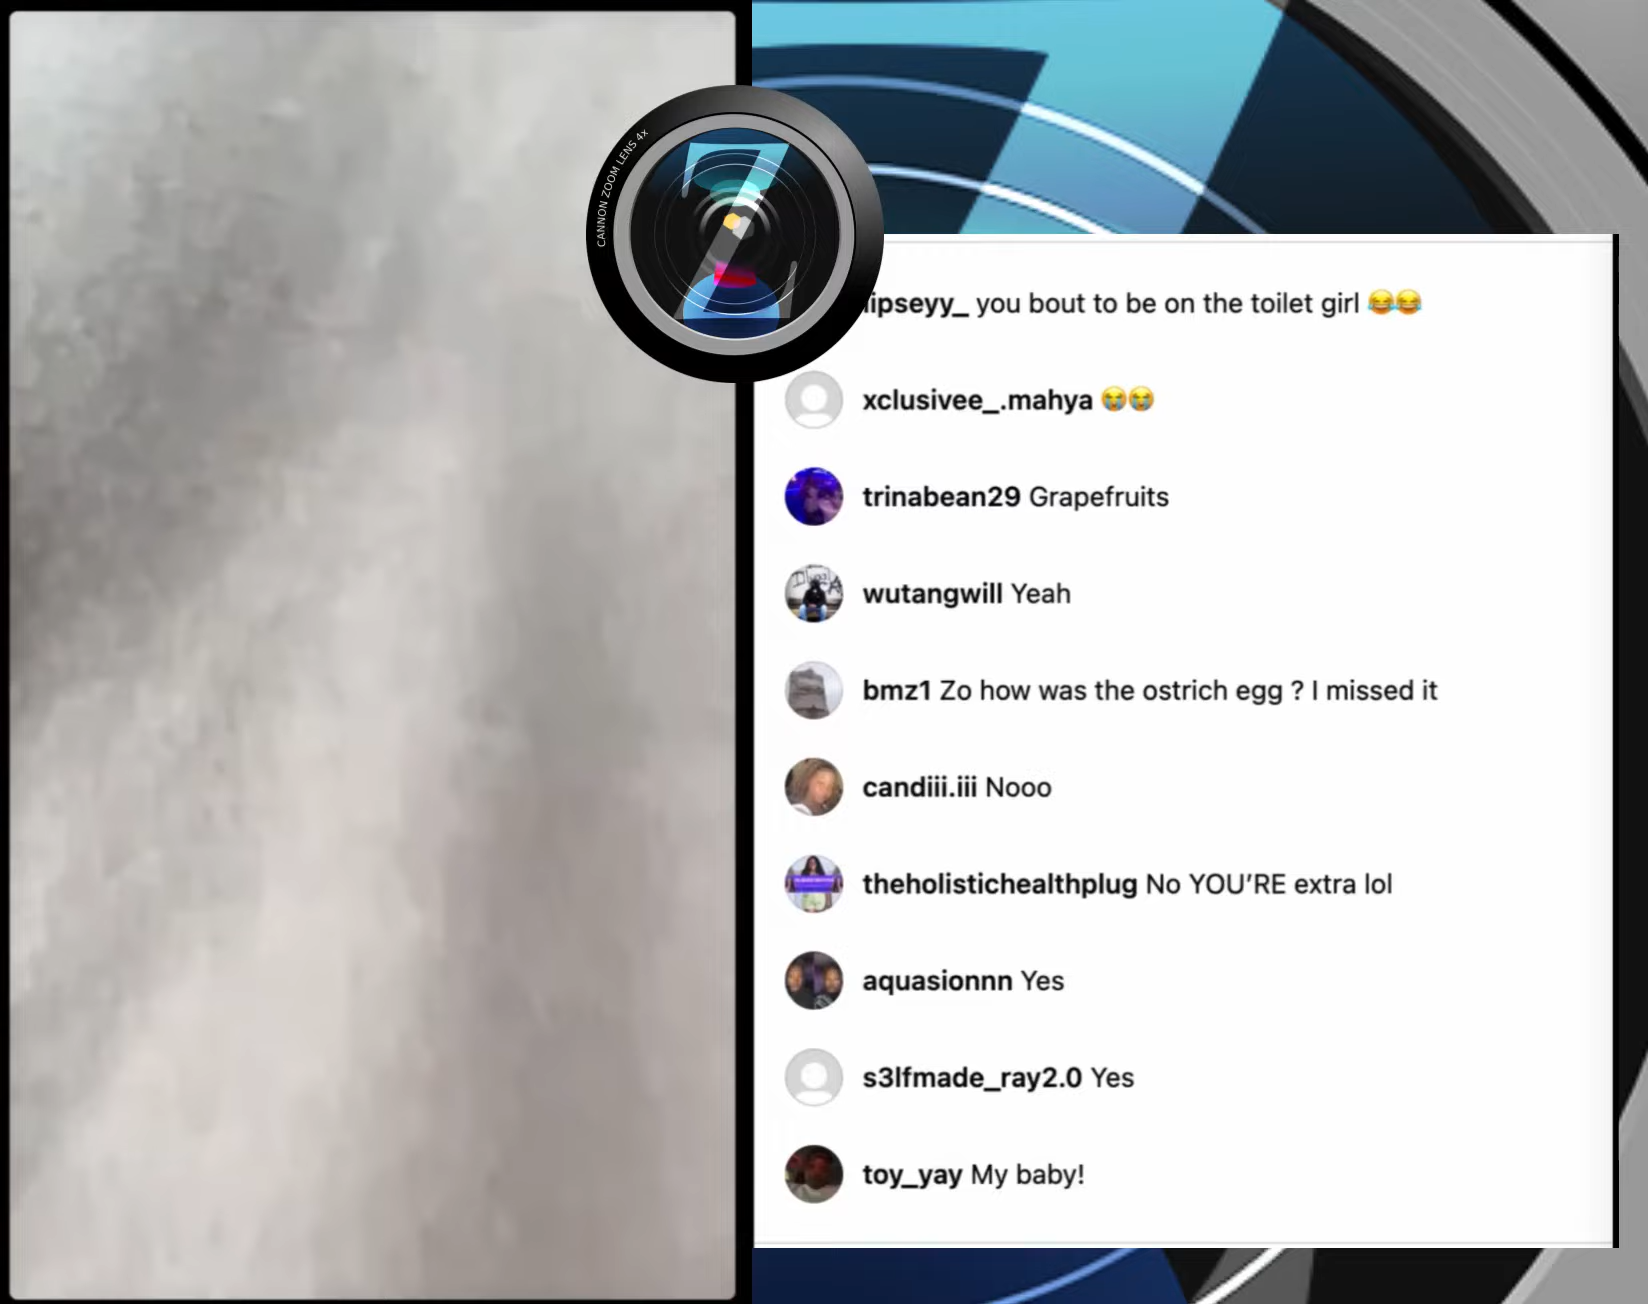 CANNON ZOOM LENS 4x
lipseyy_ you bout to be on the toilet girl 😂😂
xclusivee_.mahya 😭😭
trinabean29 Grapefruits
wutangwill Yeah
bmz1 Zo how was the ostrich egg ? I missed it
candiii.iii Nooo
theholistichealthplug No YOU’RE extra lol
aquasionnn Yes
s3lfmade_ray2.0 Yes
toy_yay My baby!